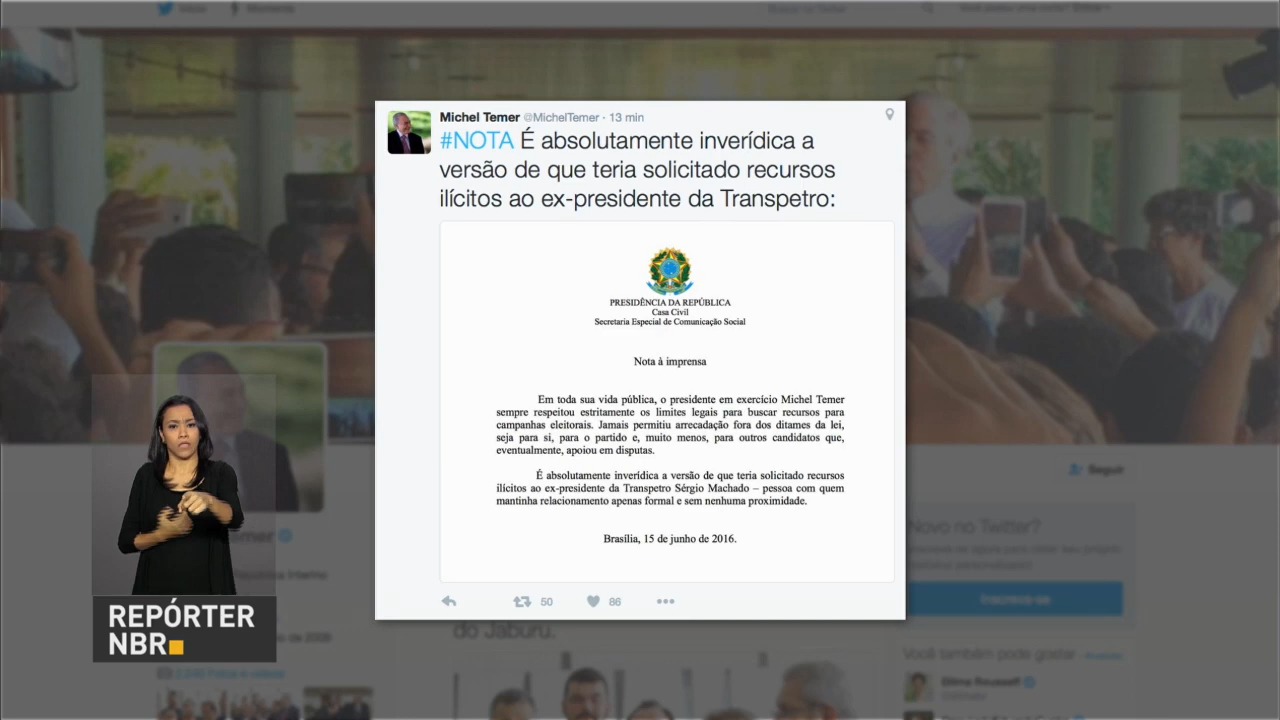 Michel Temer @MichelTemer · 13 min
#NOTA É absolutamente inverídica a
versão de que teria solicitado recursos
ilícitos ao ex-presidente da Transpetro:
PRESIDÊNCIA DA REPÚBLICA
Casa Civil
Secretaria Especial de Comunicação Social
Nota à imprensa
Em toda sua vida pública, o presidente em exercício Michel Temer
sempre respeitou estritamente os limites legais para buscar recursos para
campanhas eleitorais. Jamais permitiu arrecadação fora dos ditames da lei,
seja para si, para o partido e, muito menos, para outros candidatos que,
eventualmente, apoiou em disputas.
É absolutamente inverídica a versão de que teria solicitado recursos
ilícitos ao ex-presidente da Transpetro Sérgio Machado – pessoa com quem
mantinha relacionamento apenas formal e sem nenhuma proximidade.
Brasília, 15 de junho de 2016.
50 86
REPÓRTER
NBR
Seguir
Novo no Twitter?
Inscreva-se
do Jaburu.
Você também pode gostar
Dilma Rousseff